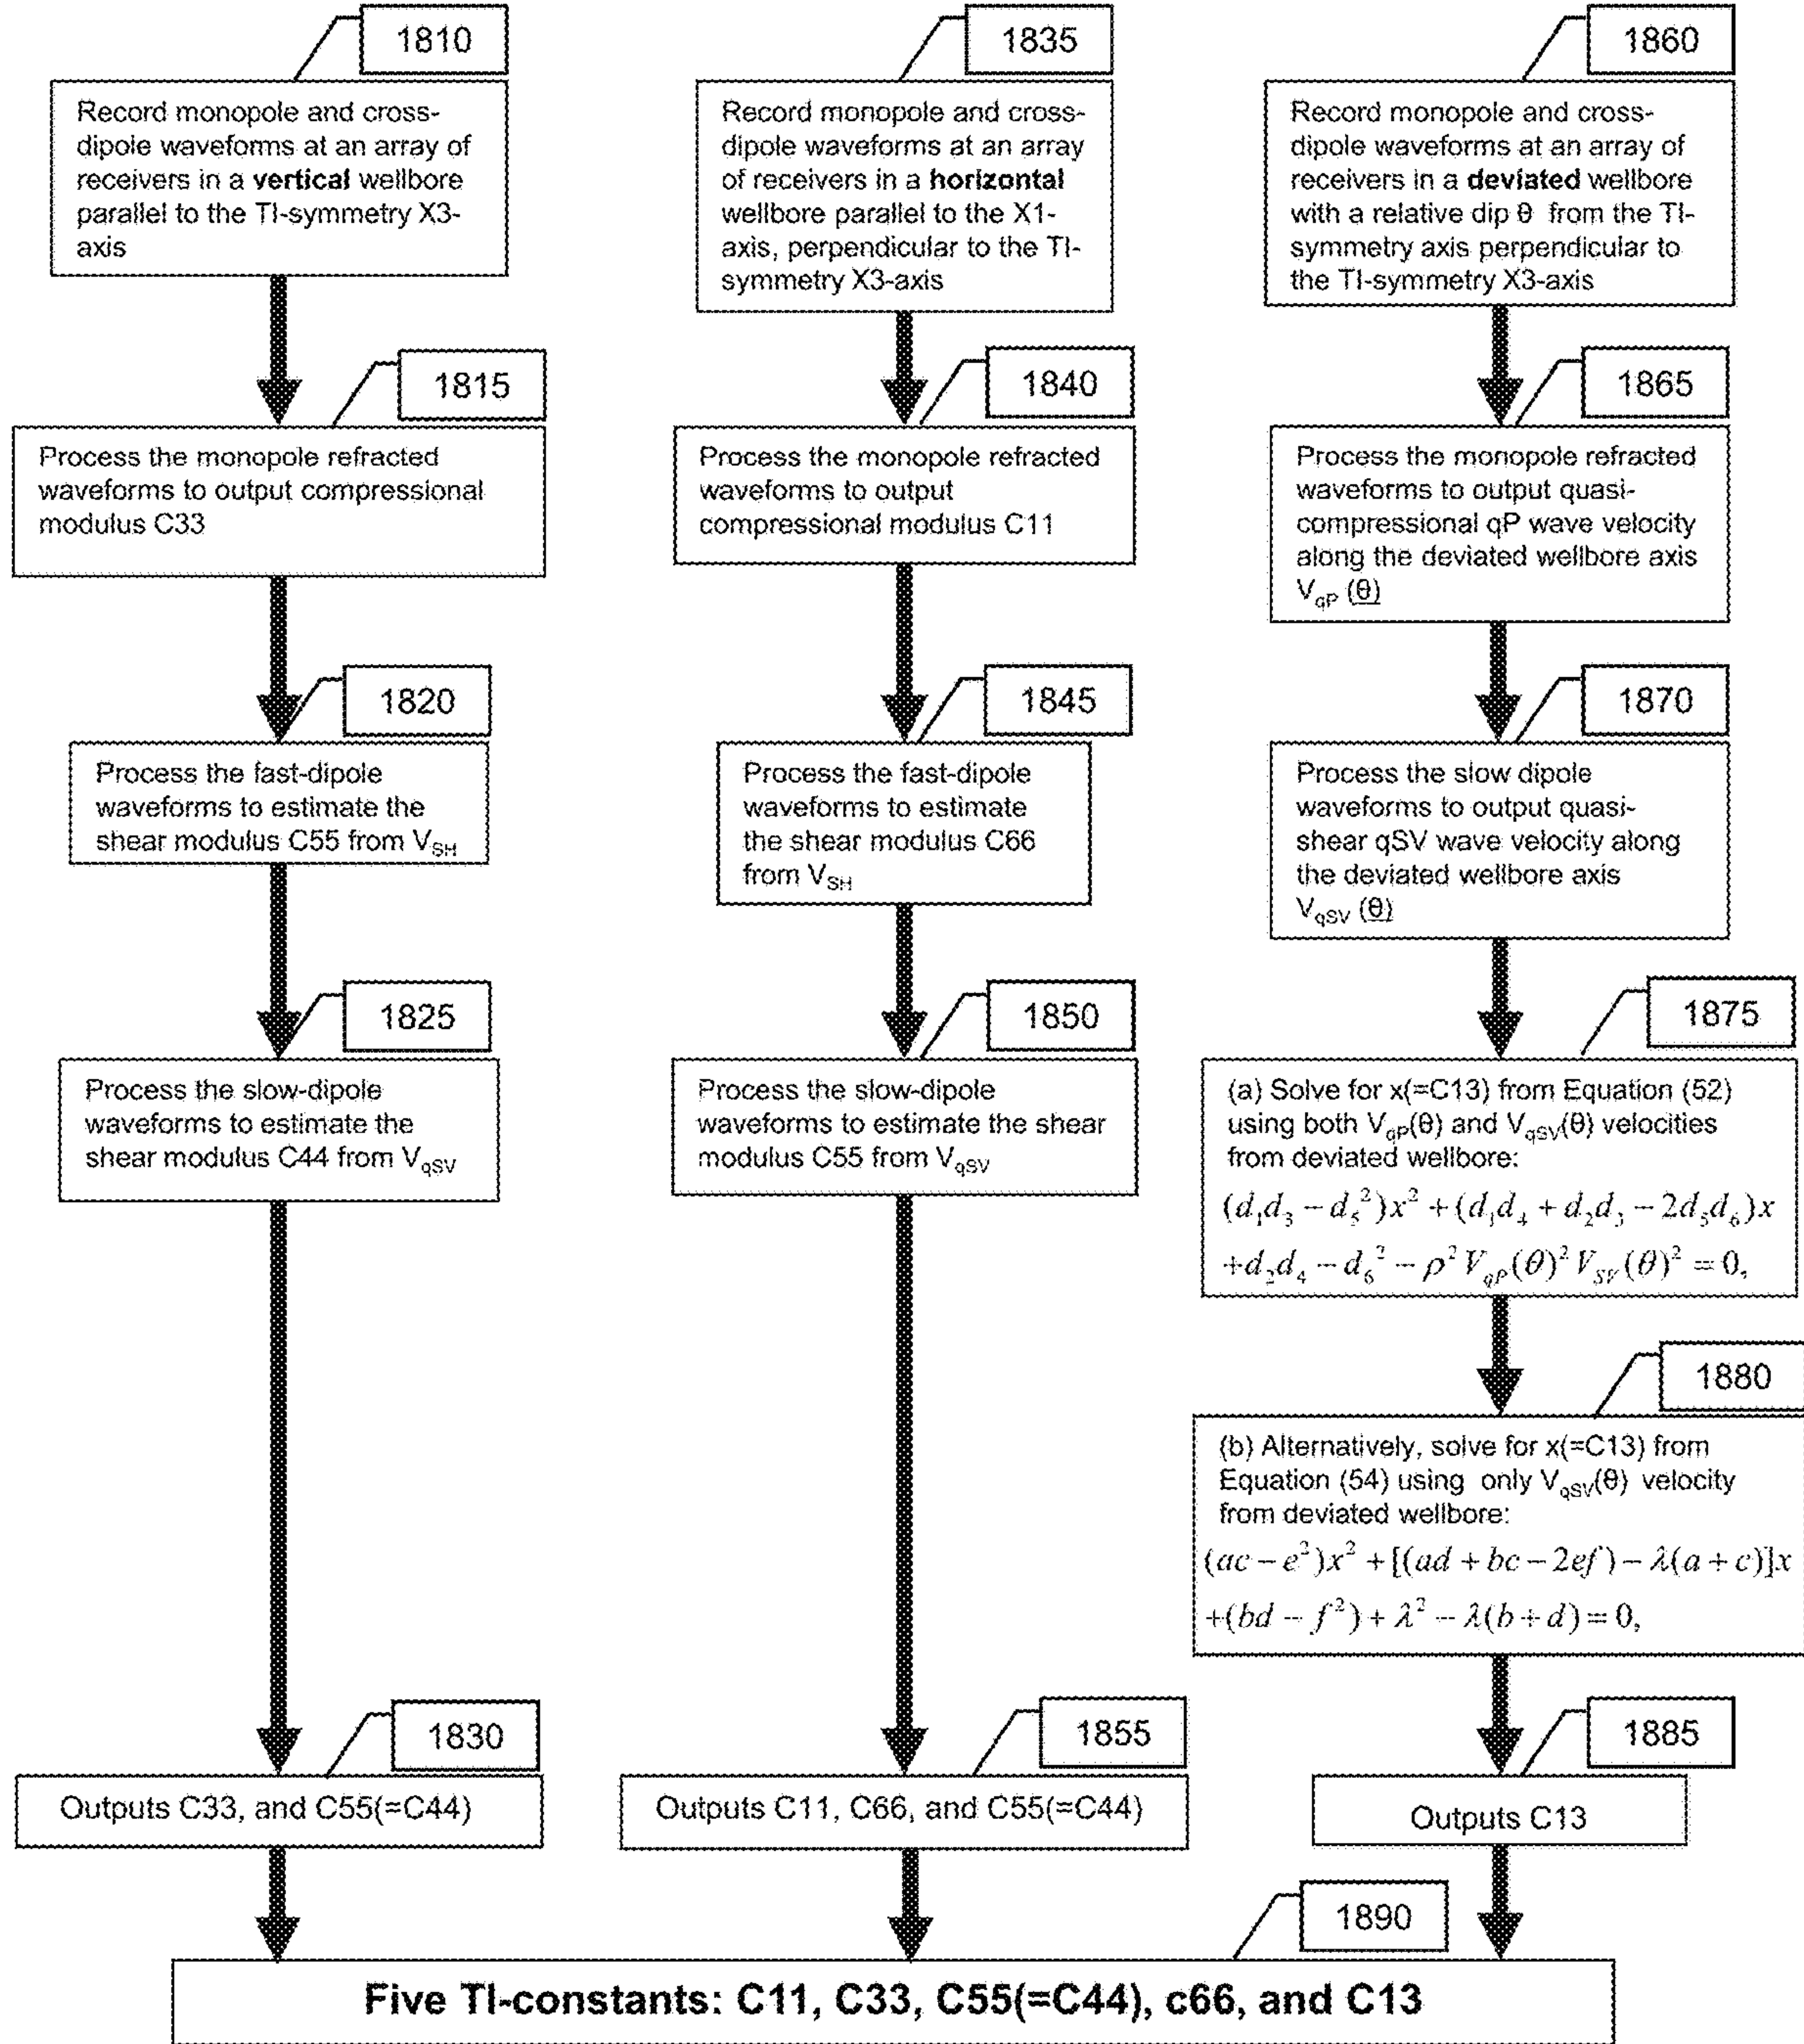 1810
Record monopole and cross-
dipole waveforms at an array of
receivers in a vertical wellbore
parallel to the TI-symmetry X3-
axis
1815
Process the monopole refracted
waveforms to output compressional
modulus C33
1820
Process the fast-dipole
waveforms to estimate the
shear modulus C55 from V_SH
1825
Process the slow-dipole
waveforms to estimate the
shear modulus C44 from V_qSV
1830
Outputs C33, and C55(=C44)
1835
Record monopole and cross-
dipole waveforms at an array
of receivers in a horizontal
wellbore parallel to the X1-
axis, perpendicular to the TI-
symmetry X3-axis
1840
Process the monopole refracted
waveforms to output
compressional modulus C11
1845
Process the fast-dipole
waveforms to estimate
the shear modulus C66
from V_SH
1850
Process the slow-dipole
waveforms to estimate the shear
modulus C55 from V_qSV
1855
Outputs C11, C66, and C55(=C44)
1860
Record monopole and cross-
dipole waveforms at an array of
receivers in a deviated wellbore
with a relative dip θ from the TI-
symmetry axis perpendicular to
the TI-symmetry X3-axis
1865
Process the monopole refracted
waveforms to output quasi-
compressional qP wave velocity
along the deviated wellbore axis
V_qP (θ)
1870
Process the slow dipole
waveforms to output quasi-
shear qSV wave velocity along
the deviated wellbore axis
V_qSV (θ)
1875
(a) Solve for x(=C13) from Equation (52)
using both V_qP(θ) and V_qSV(θ) velocities
from deviated wellbore:
(d₁d₃ − d₅²)x² + (d₁d₄ + d₂d₃ − 2d₅d₆)x
+d₂d₄ − d₆² − ρ² V_qP(θ)² V_SV(θ)² = 0,
1880
(b) Alternatively, solve for x(=C13) from
Equation (54) using only V_qSV(θ) velocity
from deviated wellbore:
(ac − e²)x² + [(ad + bc − 2ef) − λ(a + c)]x
+(bd − f²) + λ² − λ(b + d) = 0,
1885
Outputs C13
1890
Five TI-constants: C11, C33, C55(=C44), c66, and C13